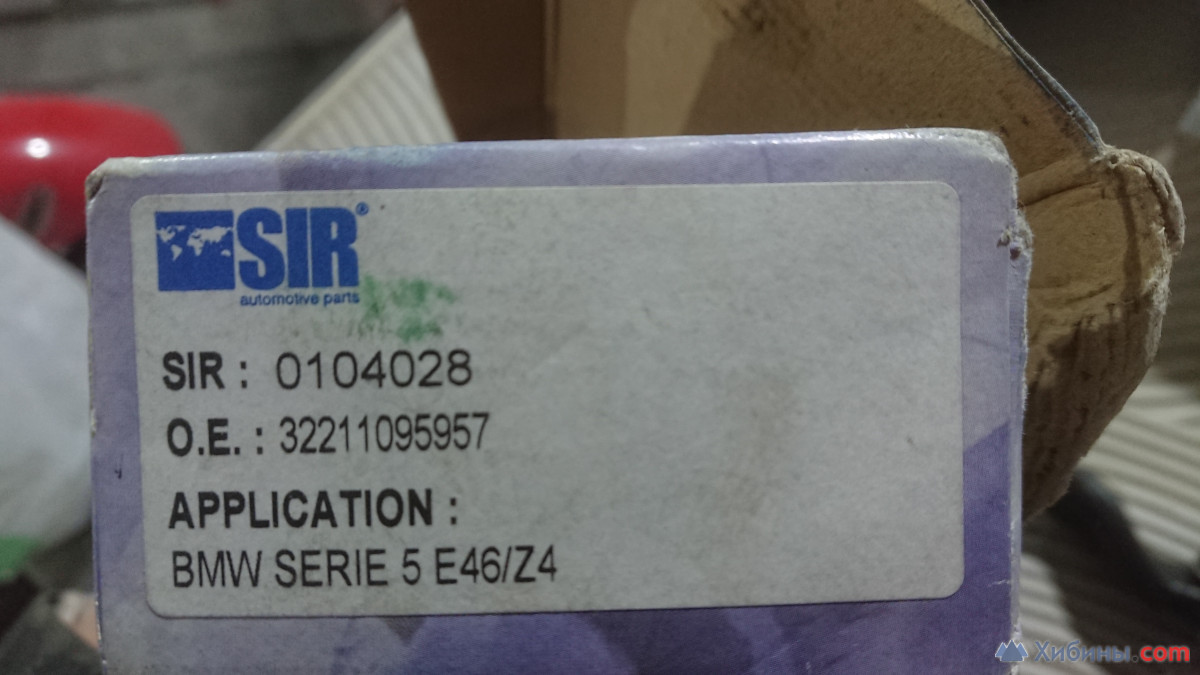 SIR®
automotive parts
SIR : 0104028
O.E. : 32211095957
APPLICATION :
BMW SERIE 5 E46/Z4
Хибины.com